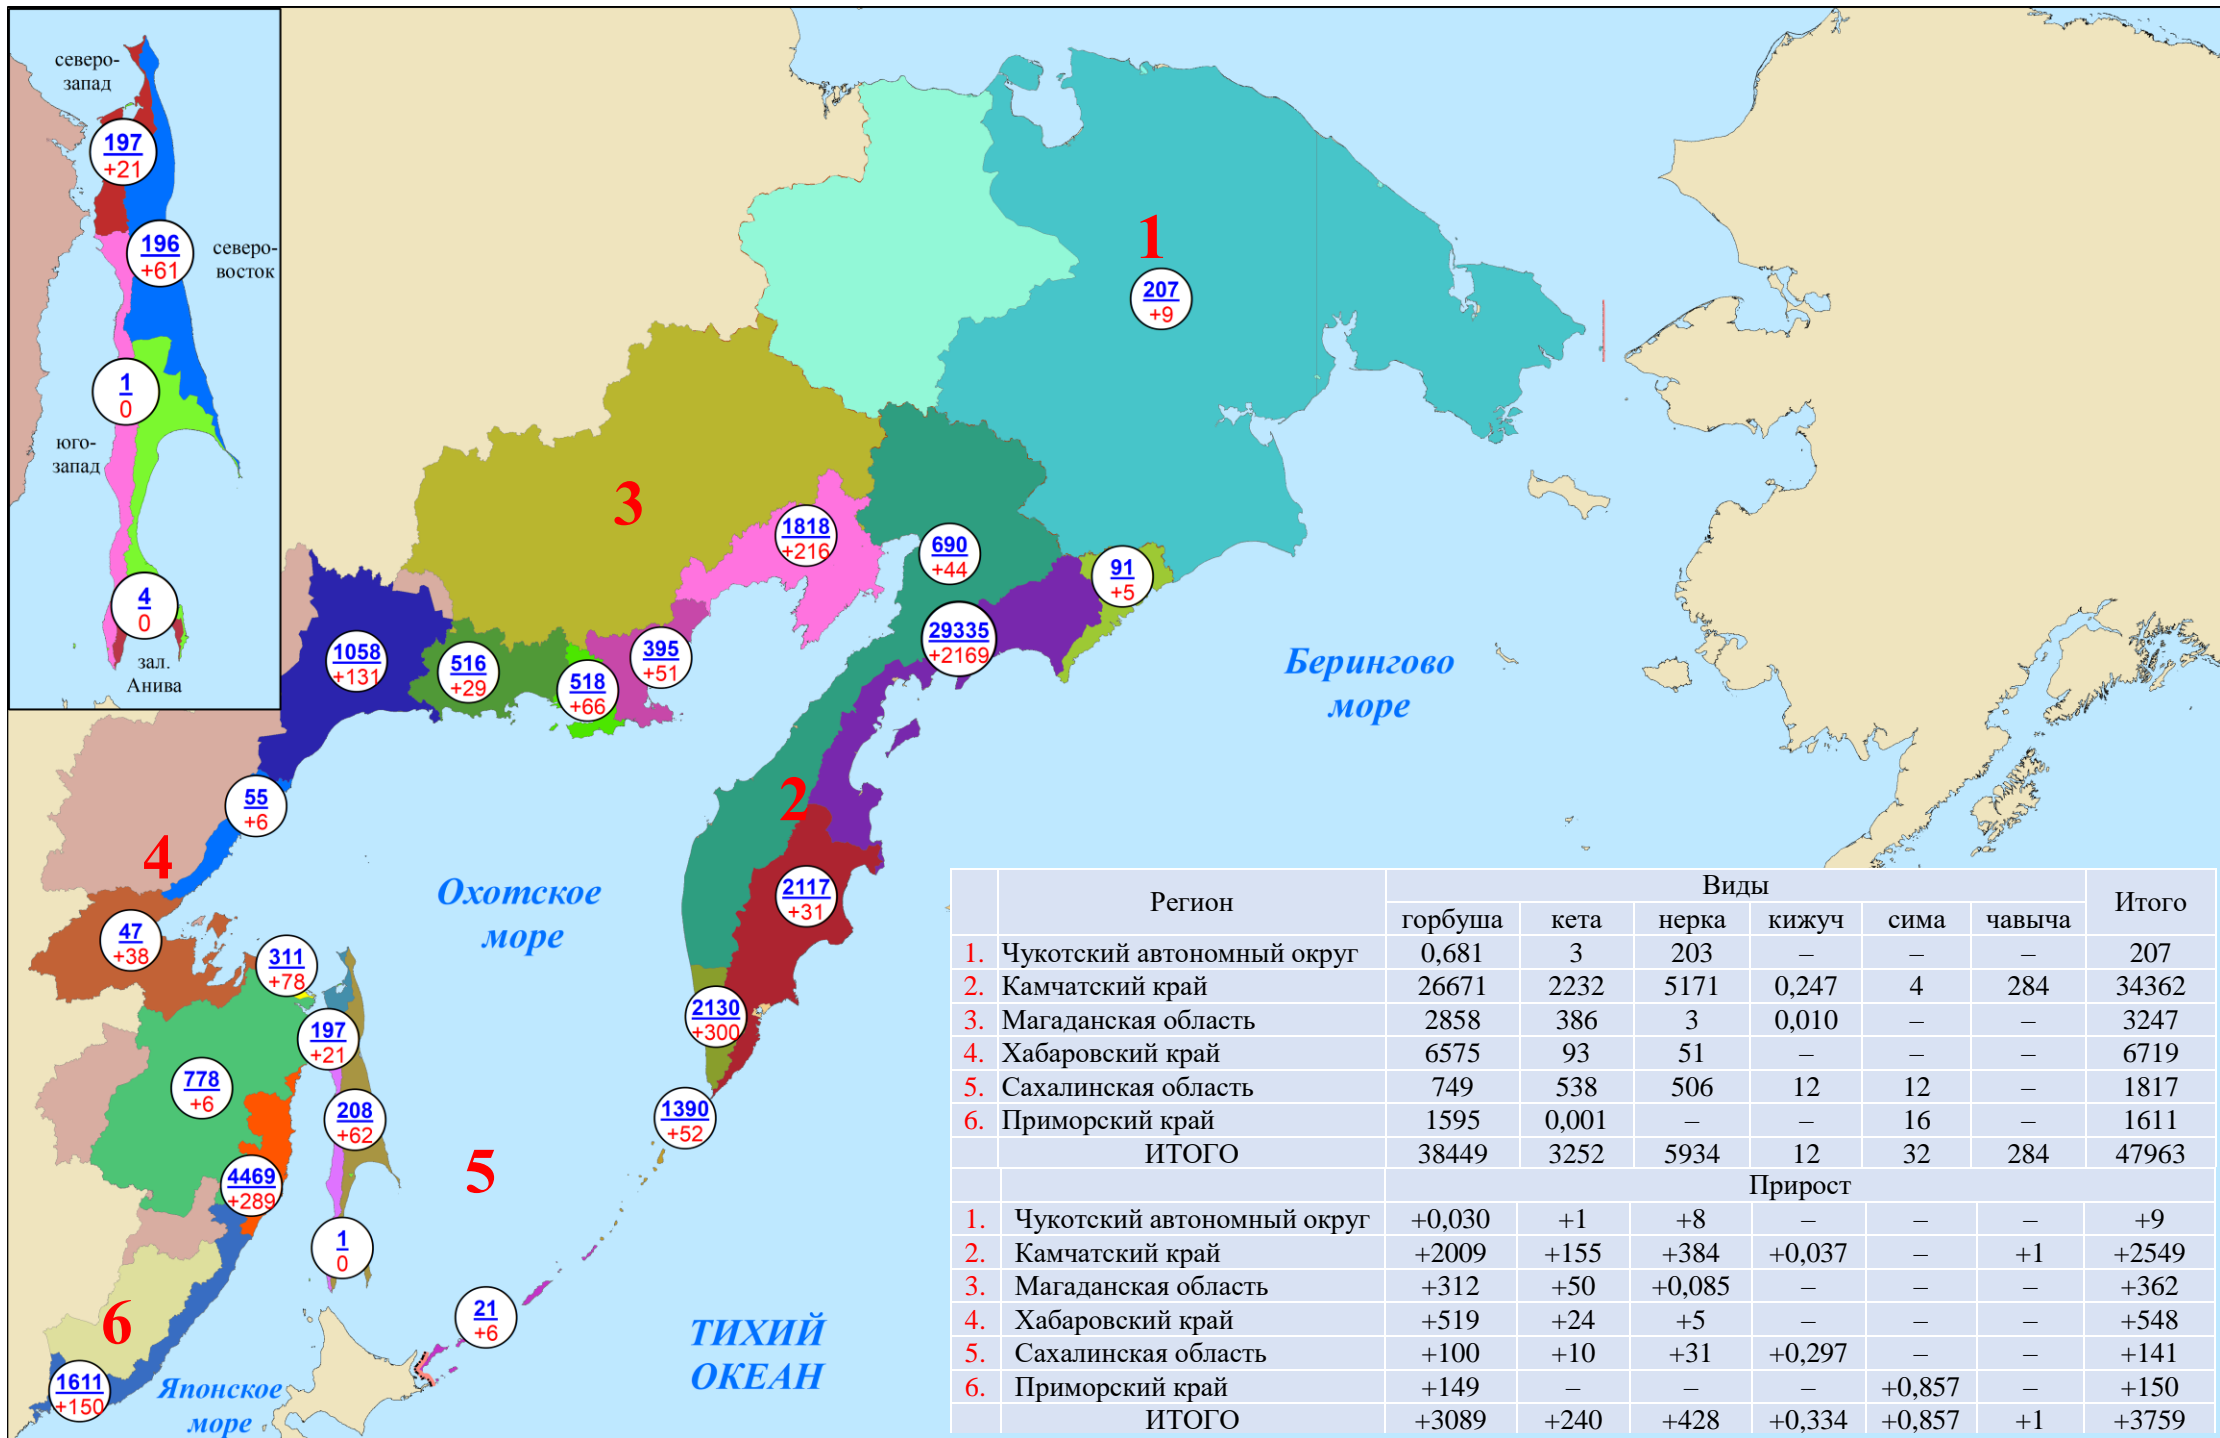 северо-
запад
197
+21
196
+61
северо-
восток
1
0
юго-
запад
4
0
зал.
Анива
1
207
+9
3
1818
+216
690
+44
91
+5
29335
+2169
1058
+131
516
+29
518
+66
395
+51
Берингово
море
55
+6
4
2
Охотское
море
2117
+31
47
+38
311
+78
197
+21
2130
+300
778
+6
208
+62
1390
+52
5
4469
+289
1
0
21
+6
6
ТИХИЙ
ОКЕАН
1611
+150
Японское
море
Регион Виды Итого
горбуша кета нерка кижуч сима чавыча
1. Чукотский автономный округ 0,681 3 203 – – – 207
2. Камчатский край 26671 2232 5171 0,247 4 284 34362
3. Магаданская область 2858 386 3 0,010 – – 3247
4. Хабаровский край 6575 93 51 – – – 6719
5. Сахалинская область 749 538 506 12 12 – 1817
6. Приморский край 1595 0,001 – – 16 – 1611
ИТОГО 38449 3252 5934 12 32 284 47963
Прирост
1. Чукотский автономный округ +0,030 +1 +8 – – – +9
2. Камчатский край +2009 +155 +384 +0,037 – +1 +2549
3. Магаданская область +312 +50 +0,085 – – – +362
4. Хабаровский край +519 +24 +5 – – – +548
5. Сахалинская область +100 +10 +31 +0,297 – – +141
6. Приморский край +149 – – – +0,857 – +150
ИТОГО +3089 +240 +428 +0,334 +0,857 +1 +3759